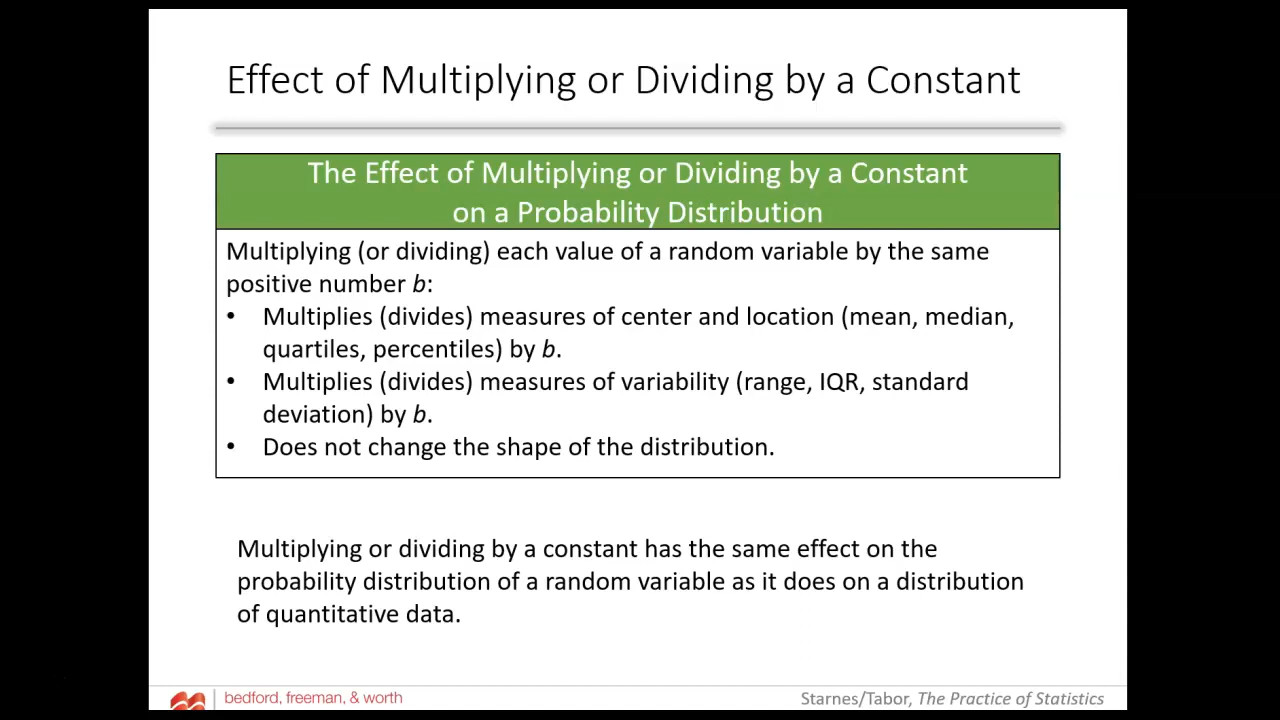 Effect of Multiplying or Dividing by a Constant
The Effect of Multiplying or Dividing by a Constant
on a Probability Distribution
Multiplying (or dividing) each value of a random variable by the same
positive number b:
• Multiplies (divides) measures of center and location (mean, median,
quartiles, percentiles) by b.
• Multiplies (divides) measures of variability (range, IQR, standard
deviation) by b.
• Does not change the shape of the distribution.
Multiplying or dividing by a constant has the same effect on the
probability distribution of a random variable as it does on a distribution
of quantitative data.
bedford, freeman, & worth
Starnes/Tabor, The Practice of Statistics